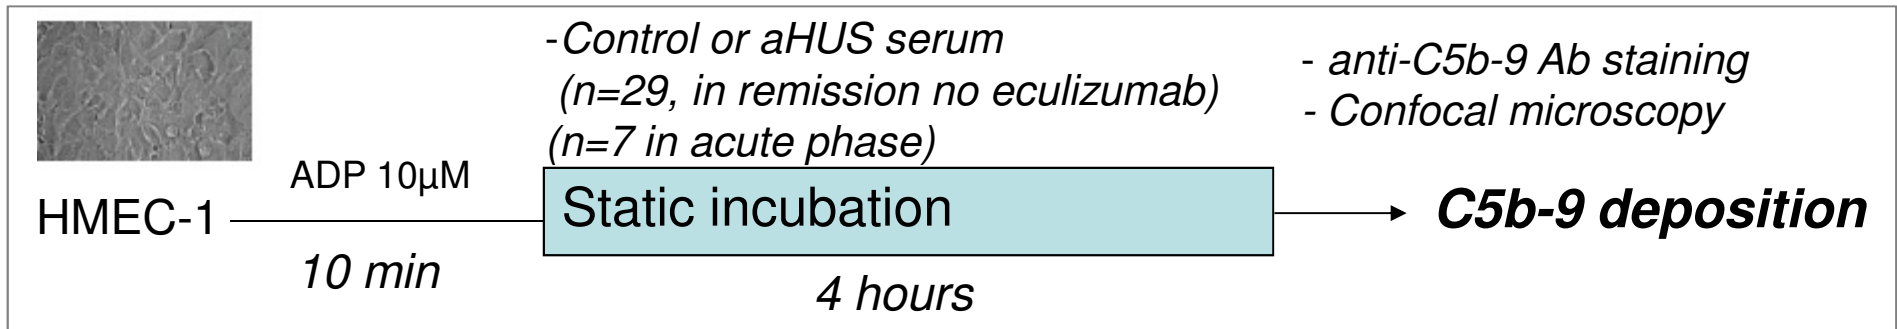 -Control or aHUS serum
(n=29, in remission no eculizumab)
(n=7 in acute phase)
- anti-C5b-9 Ab staining
- Confocal microscopy
ADP 10µM
HMEC-1
Static incubation
C5b-9 deposition
10 min
4 hours